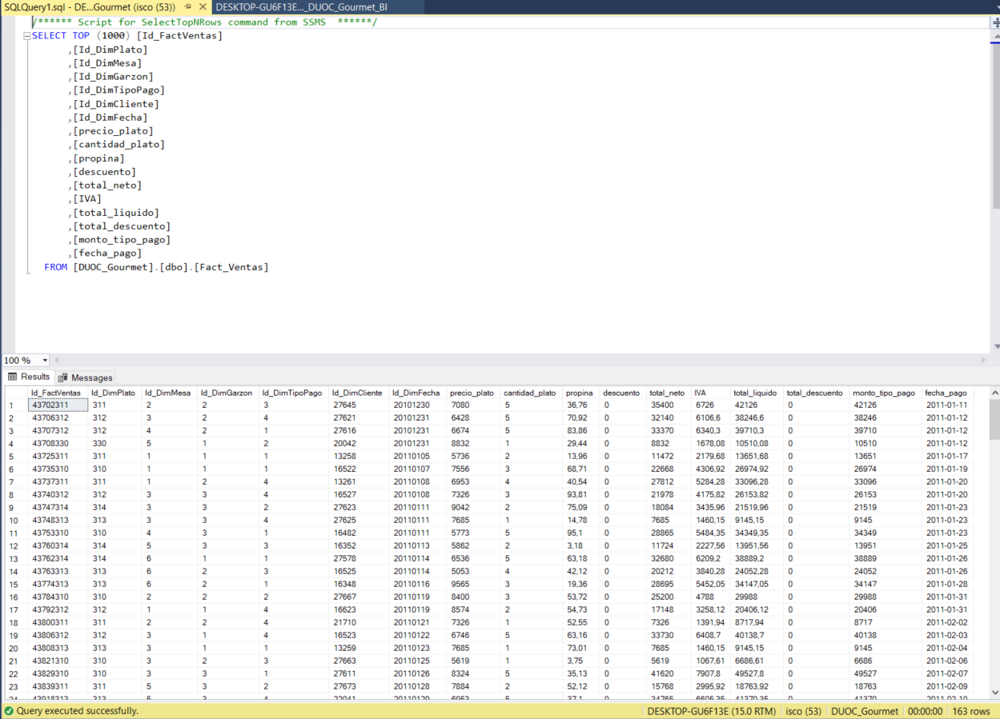 SQLQuery1.sql - DE...Gourmet (isco (53))
DESKTOP-GU6F13E..._DUOC_Gourmet_BI
/****** Script for SelectTopNRows command from SSMS ******/
SELECT TOP (1000) [Id_FactVentas]
,[Id_DimPlato]
,[Id_DimMesa]
,[Id_DimGarzon]
,[Id_DimTipoPago]
,[Id_DimCliente]
,[Id_DimFecha]
,[precio_plato]
,[cantidad_plato]
,[propina]
,[descuento]
,[total_neto]
,[IVA]
,[total_liquido]
,[total_descuento]
,[monto_tipo_pago]
,[fecha_pago]
FROM [DUOC_Gourmet].[dbo].[Fact_Ventas]
100 %
Results Messages
Id_FactVentas Id_DimPlato Id_DimMesa Id_DimGarzon Id_DimTipoPago Id_DimCliente Id_DimFecha precio_plato cantidad_plato propina descuento total_neto IVA total_liquido total_descuento monto_tipo_pago fecha_pago
1 43702311 311 2 2 3 27645 20101230 7080 5 36,76 0 35400 6726 42126 0 42126 2011-01-11
2 43706312 312 3 2 4 27621 20101231 6428 5 70,92 0 32140 6106,6 38246,6 0 38246 2011-01-12
3 43707312 312 4 2 1 27616 20101231 6674 5 83,86 0 33370 6340,3 39710,3 0 39710 2011-01-12
4 43708330 330 5 1 2 20042 20101231 8832 1 29,44 0 8832 1678,08 10510,08 0 10510 2011-01-12
5 43725311 311 1 1 1 13258 20110105 5736 2 13,96 0 11472 2179,68 13651,68 0 13651 2011-01-17
6 43735310 310 1 1 1 16522 20110107 7556 3 68,71 0 22668 4306,92 26974,92 0 26974 2011-01-19
7 43737311 311 1 2 4 13261 20110108 6953 4 40,54 0 27812 5284,28 33096,28 0 33096 2011-01-20
8 43740312 312 3 3 4 16527 20110108 7326 3 93,81 0 21978 4175,82 26153,82 0 26153 2011-01-20
9 43747314 314 3 3 2 27623 20110111 9042 2 75,09 0 18084 3435,96 21519,96 0 21519 2011-01-23
10 43748313 313 3 3 4 27625 20110111 7685 1 14,78 0 7685 1460,15 9145,15 0 9145 2011-01-23
11 43753310 310 4 3 1 16482 20110111 5773 5 95,1 0 28865 5484,35 34349,35 0 34349 2011-01-23
12 43760314 314 5 3 3 16352 20110113 5862 2 3,18 0 11724 2227,56 13951,56 0 13951 2011-01-25
13 43762314 314 6 1 1 27578 20110114 6536 5 63,18 0 32680 6209,2 38889,2 0 38889 2011-01-26
14 43763313 313 6 2 3 16525 20110114 5053 4 42,12 0 20212 3840,28 24052,28 0 24052 2011-01-26
15 43774313 313 6 2 1 16348 20110116 9565 3 19,36 0 28695 5452,05 34147,05 0 34147 2011-01-28
16 43784310 310 2 2 2 27667 20110119 8400 3 53,72 0 25200 4788 29988 0 29988 2011-01-31
17 43792312 312 1 1 4 16623 20110119 8574 2 54,73 0 17148 3258,12 20406,12 0 20406 2011-01-31
18 43800311 311 2 2 4 21710 20110121 7326 1 52,55 0 7326 1391,94 8717,94 0 8717 2011-02-02
19 43806312 312 3 1 4 16523 20110122 6746 5 63,16 0 33730 6408,7 40138,7 0 40138 2011-02-03
20 43808313 313 3 1 1 13259 20110123 7685 1 73,01 0 7685 1460,15 9145,15 0 9145 2011-02-04
21 43821310 310 3 2 3 27663 20110125 5619 1 3,75 0 5619 1067,61 6686,61 0 6686 2011-02-06
22 43829310 310 3 3 1 27611 20110126 8324 5 35,13 0 41620 7907,8 49527,8 0 49527 2011-02-07
23 43839311 311 5 3 2 27673 20110128 7884 2 52,12 0 15768 2995,92 18763,92 0 18763 2011-02-09
24 43918313 313 5 3 4 22041 20110129 6953 5 37,1 0 34765 6605,35 41370,35 0 41370 2011-02-10
Query executed successfully.
DESKTOP-GU6F13E (15.0 RTM) isco (53) DUOC_Gourmet 00:00:00 163 rows